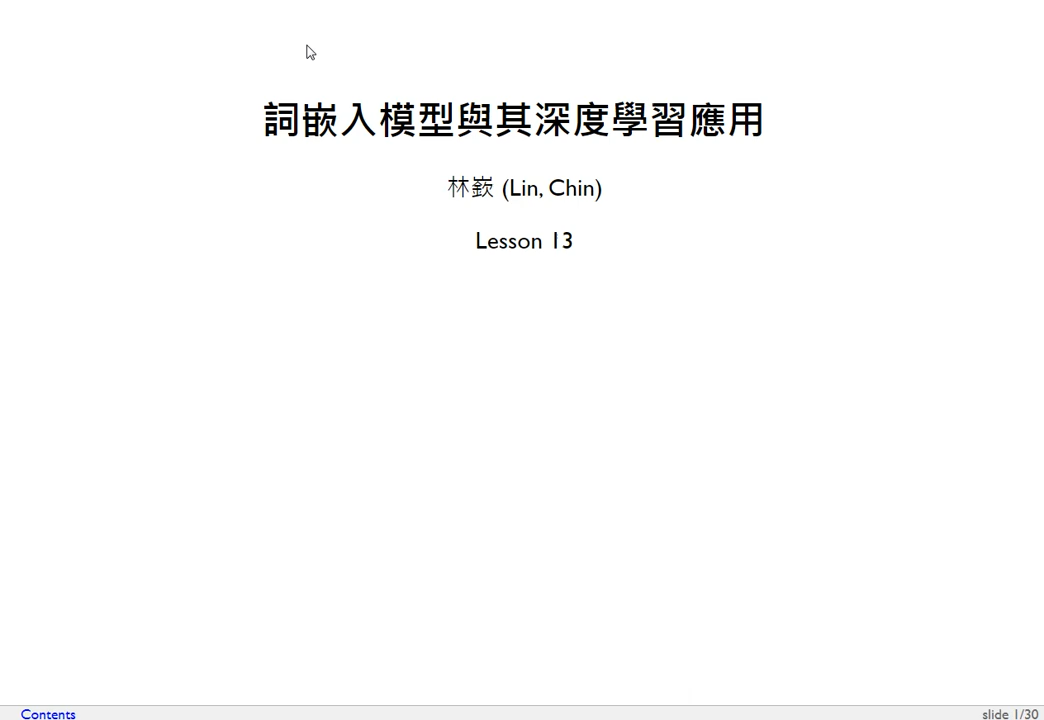 詞嵌入模型與其深度學習應用
林嶔 (Lin, Chin)
Lesson 13
Contents
slide 1/30